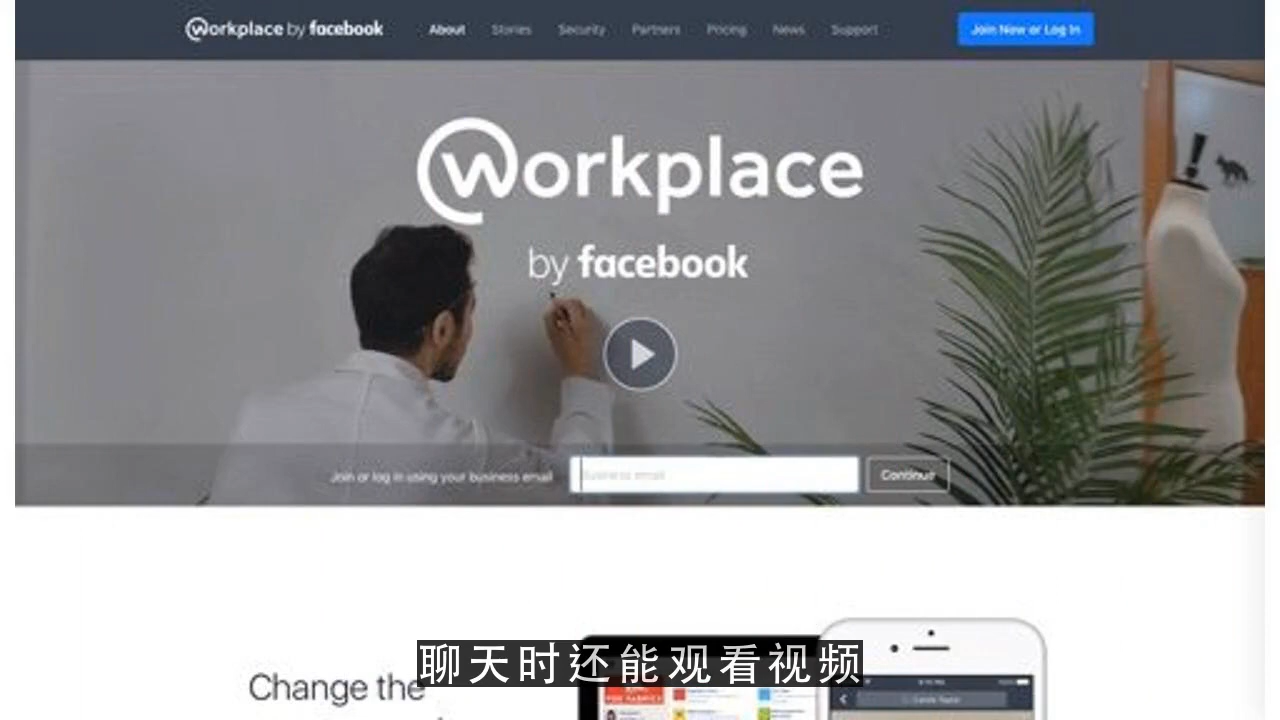 Workplace by facebook About Stories Security Partners Pricing News Support Join Now or Log In
Workplace
by facebook
Join or log in using your business email Business email Continue
Change the
聊天时还能观看视频